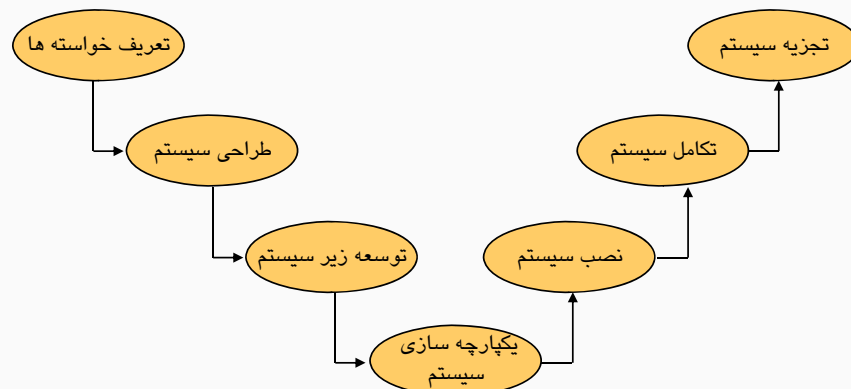 تعریف خواسته ها
طراحی سیستم
توسعه زیر سیستم
یکپارچه سازی
سیستم
نصب سیستم
تکامل سیستم
تجزیه سیستم